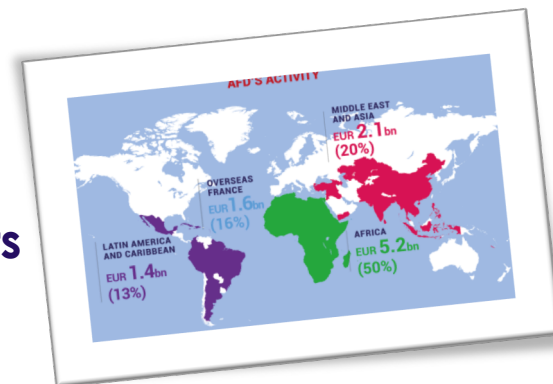 AFD'S ACTIVITY
MIDDLE EAST
AND ASIA
EUR 2.1bn
(20%)
OVERSEAS
FRANCE
EUR 1.6bn
(16%)
LATIN AMERICA
AND CARIBBEAN
EUR 1.4bn
(13%)
AFRICA
EUR 5.2bn
(50%)